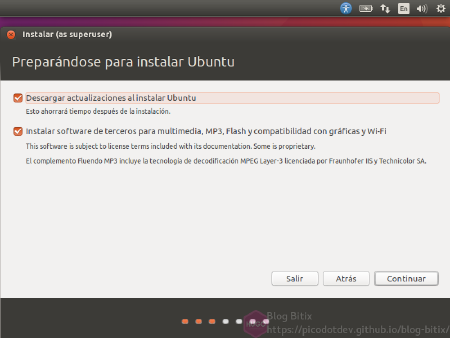 En
Instalar (as superuser)
Preparándose para instalar Ubuntu
Descargar actualizaciones al instalar Ubuntu
Esto ahorrará tiempo después de la instalación.
Instalar software de terceros para multimedia, MP3, Flash y compatibilidad con gráficas y Wi-Fi
This software is subject to license terms included with its documentation. Some is proprietary.
El complemento Fluendo MP3 incluye la tecnología de decodificación MPEG Layer-3 licenciada por Fraunhofer IIS y Technicolor SA.
Salir
Atrás
Continuar
Blog Bitix
https://picodotdev.github.io/blog-bitix/